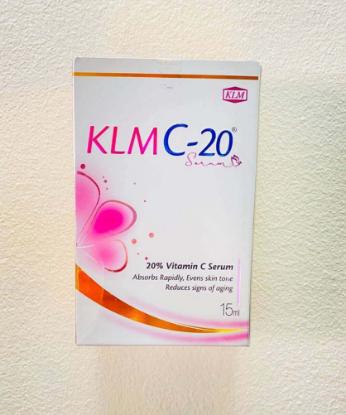 KLM
KLM C-20®
Serum
20% Vitamin C Serum
Absorbs Rapidly, Evens skin tone
Reduces signs of aging
15ml